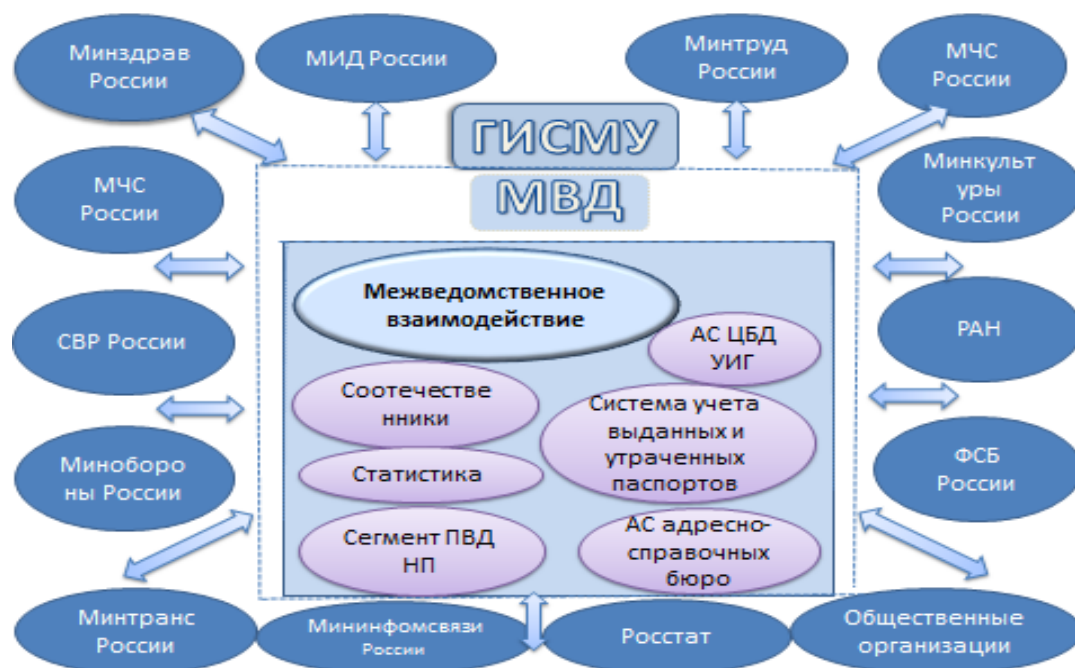 Минздрав
России
МИД России
Минтруд
России
МЧС
России
ГИСМУ
МВД
МЧС
России
Минкульт
уры
России
Межведомственное
взаимодействие
СВР России
АС ЦБД
УИГ
РАН
Соотечестве
нники
Система учета
выданных и
утраченных
паспортов
Миноборо
ны России
Статистика
ФСБ
России
Сегмент ПВД
НП
АС адресно-
справочных
бюро
Минтранс
России
Мининфомсвязи
России
Росстат
Общественные
организации